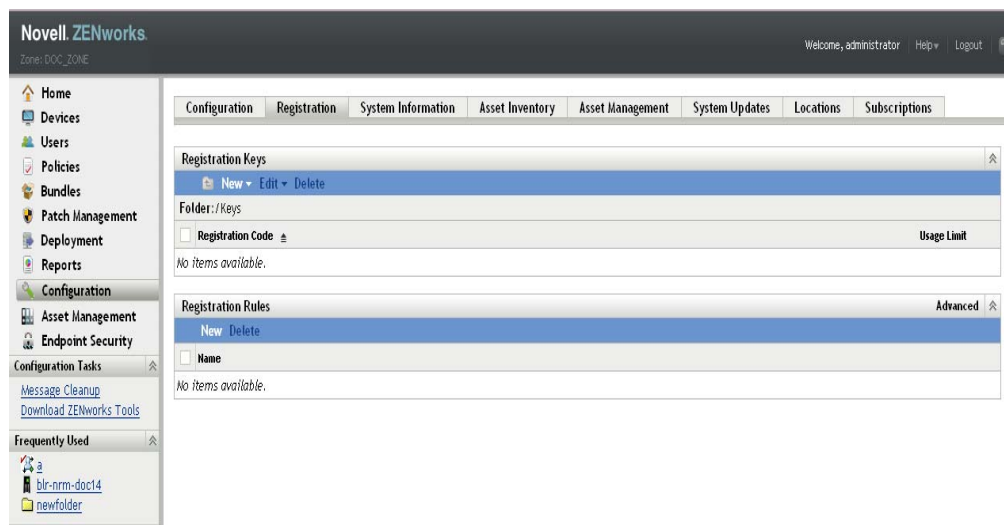 Novell. ZENworks.
Zone: DOC_ZONE
Welcome, administrator Help Logout
Home
Devices
Users
Policies
Bundles
Patch Management
Deployment
Reports
Configuration
Asset Management
Endpoint Security
Configuration Tasks
Message Cleanup
Download ZENworks Tools
Frequently Used
a
blr-nrm-doc14
newfolder
Configuration Registration System Information Asset Inventory Asset Management System Updates Locations Subscriptions
Registration Keys
New Edit Delete
Folder:/Keys
Registration Code Usage Limit
No items available.
Registration Rules Advanced
New Delete
Name
No items available.